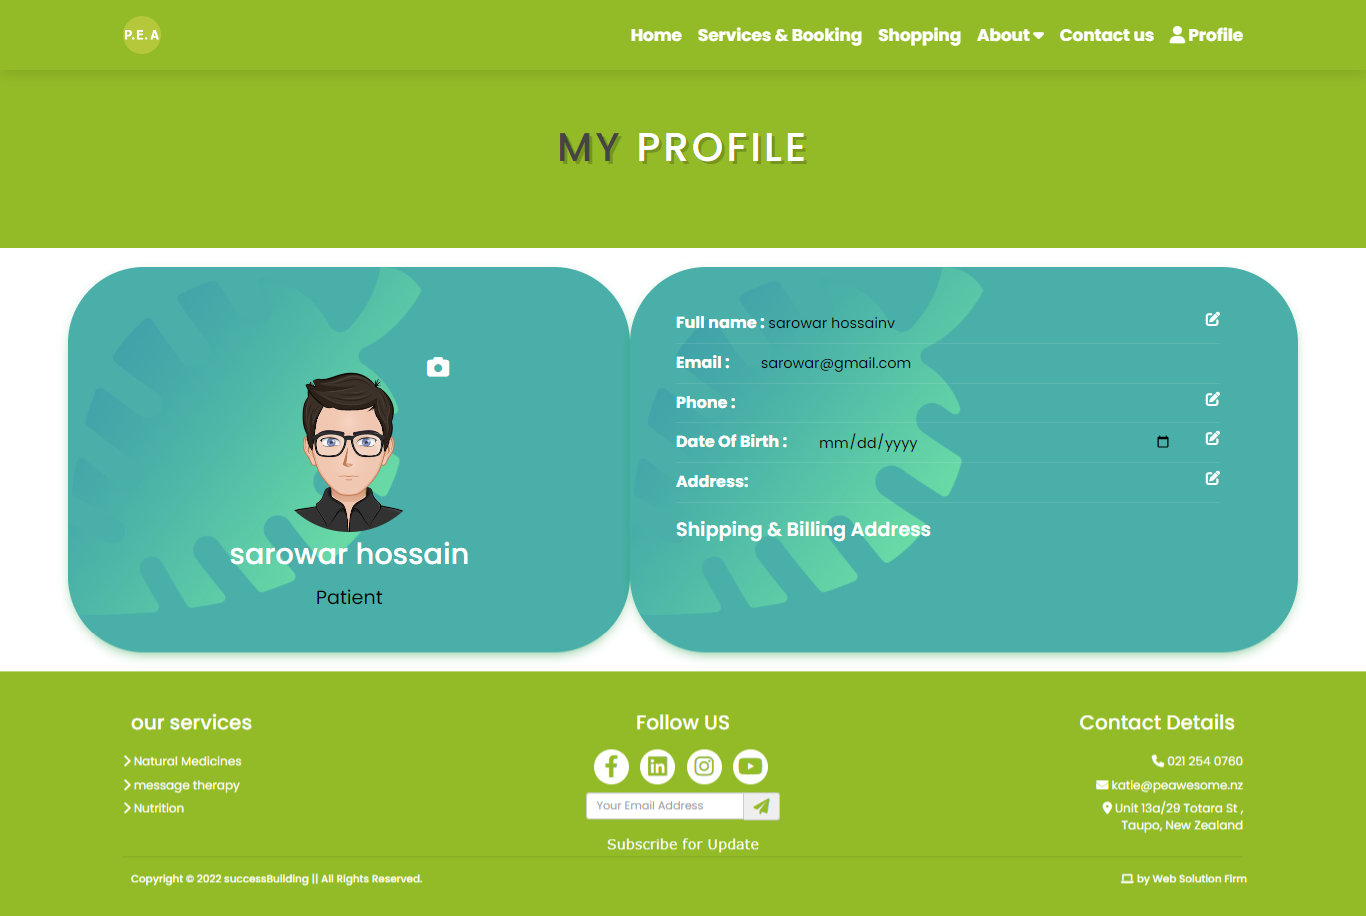 P.E.A
Home Services & Booking Shopping About Contact us Profile
MY PROFILE
sarowar hossain
Patient
Full name : sarowar hossainv
Email : sarowar@gmail.com
Phone :
Date Of Birth : mm/dd/yyyy
Address:
Shipping & Billing Address
our services
Natural Medicines
message therapy
Nutrition
Follow US
Your Email Address
Subscribe for Update
Contact Details
021 254 0760
katie@peawesome.nz
Unit 13a/29 Totara St ,
Taupo, New Zealand
Copyright © 2022 successBuilding || All Rights Reserved.
by Web Solution Firm